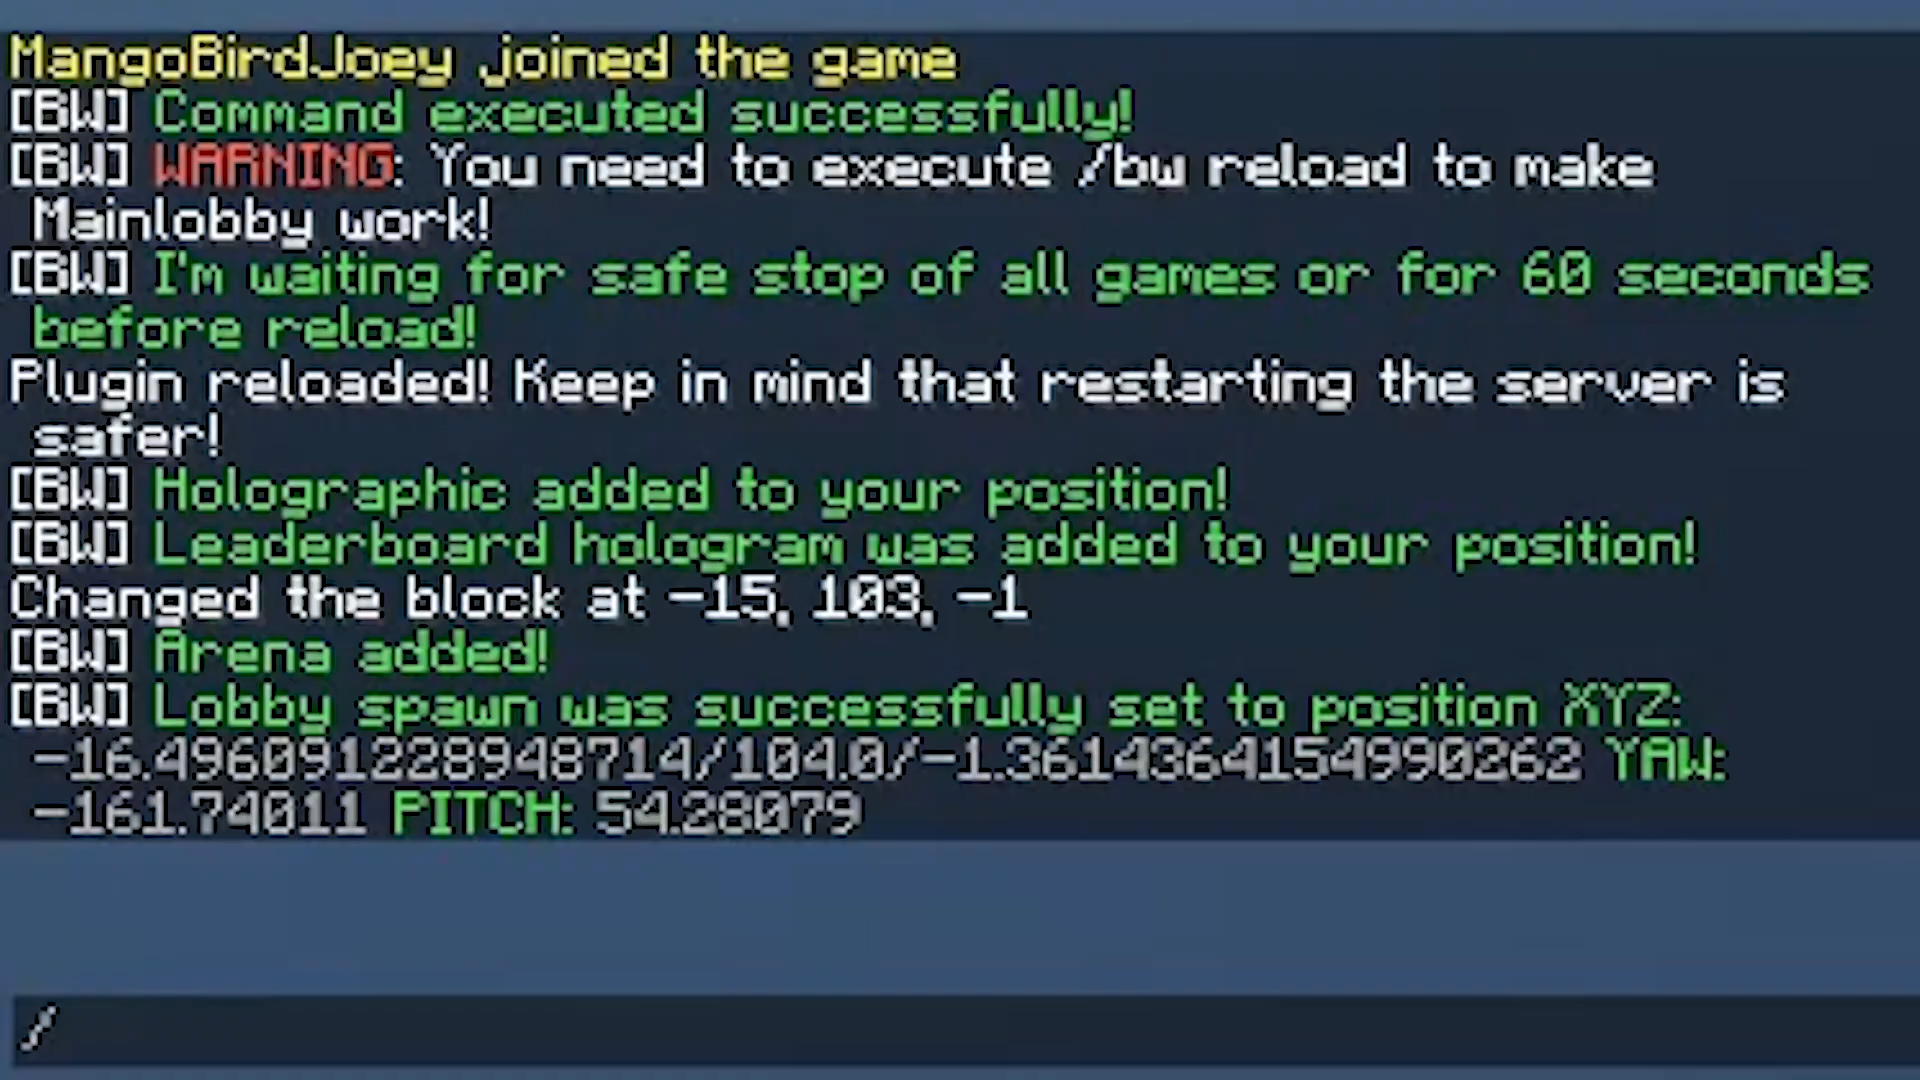 MangoBirdJoey joined the game
[BW] Command executed successfully!
[BW] WARNING: You need to execute /bw reload to make
Mainlobby work!
[BW] I'm waiting for safe stop of all games or for 60 seconds
before reload!
Plugin reloaded! Keep in mind that restarting the server is
safer!
[BW] Holographic added to your position!
[BW] Leaderboard hologram was added to your position!
Changed the block at -15, 103, -1
[BW] Arena added!
[BW] Lobby spawn was successfully set to position XYZ:
-16.496091228948714/104.0/-1.3614364154990262 YAW:
-161.74011 PITCH: 54.28079
/